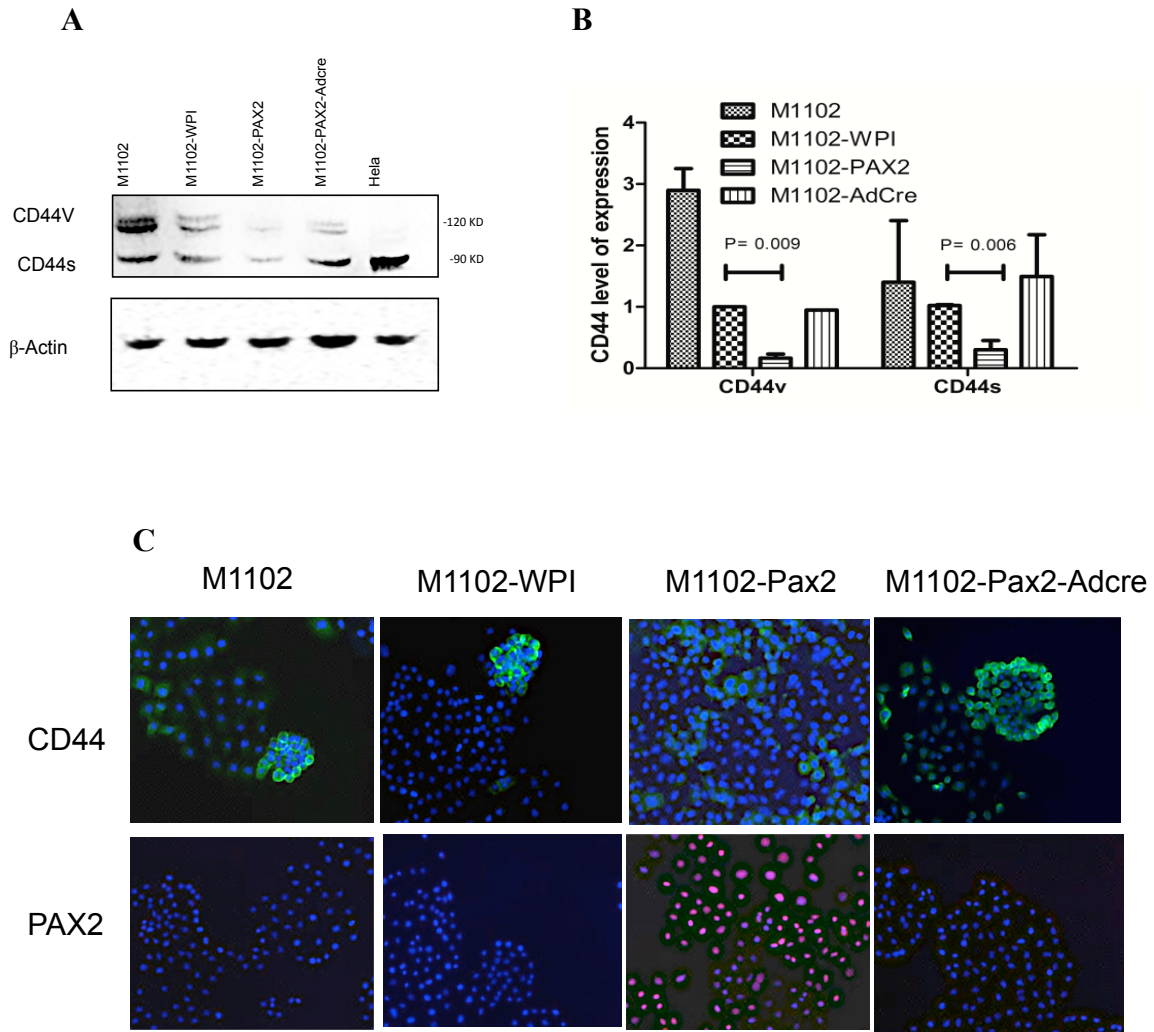 A
M1102
M1102-WPI
M1102-PAX2
M1102-PAX2-Adcre
Hela
CD44V
-120 KD
CD44s
-90 KD
β-Actin
B
M1102
M1102-WPI
M1102-PAX2
M1102-AdCre
CD44 level of expression
4
3
2
1
0
P= 0.009
P= 0.006
CD44v
CD44s
C
M1102
M1102-WPI
M1102-Pax2
M1102-Pax2-Adcre
CD44
PAX2